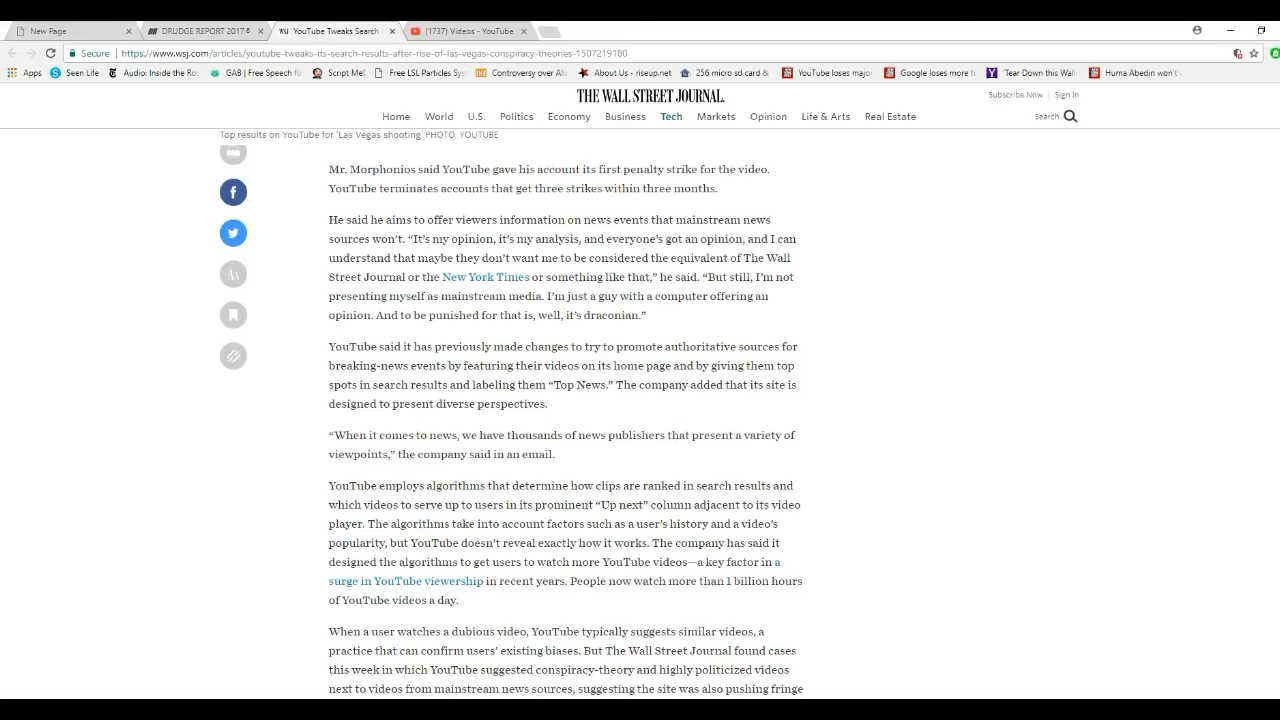 New Page
DRUDGE REPORT 2017 ®
WSJ YouTube Tweaks Search
(1737) Videos - YouTube
Secure https://www.wsj.com/articles/youtube-tweaks-its-search-results-after-rise-of-las-vegas-conspiracy-theories-1507219180
Apps Seen Life Audio: Inside the Ro GAB | Free Speech fo Script Me! Free LSL Particles Sys Controversy over Ali About Us - riseup.net 256 micro sd card & YouTube loses major Google loses more t Tear Down this Wall Huma Abedin won't
THE WALL STREET JOURNAL.
Subscribe Now | Sign In
Home World U.S. Politics Economy Business Tech Markets Opinion Life & Arts Real Estate
Search
Top results on YouTube for 'Las Vegas shooting' PHOTO: YOUTUBE
Mr. Morphonios said YouTube gave his account its first penalty strike for the video.
YouTube terminates accounts that get three strikes within three months.
He said he aims to offer viewers information on news events that mainstream news
sources won't. “It's my opinion, it's my analysis, and everyone's got an opinion, and I can
understand that maybe they don't want me to be considered the equivalent of The Wall
Street Journal or the New York Times or something like that,” he said. “But still, I'm not
presenting myself as mainstream media. I'm just a guy with a computer offering an
opinion. And to be punished for that is, well, it's draconian.”
YouTube said it has previously made changes to try to promote authoritative sources for
breaking-news events by featuring their videos on its home page and by giving them top
spots in search results and labeling them “Top News.” The company added that its site is
designed to present diverse perspectives.
“When it comes to news, we have thousands of news publishers that present a variety of
viewpoints,” the company said in an email.
YouTube employs algorithms that determine how clips are ranked in search results and
which videos to serve up to users in its prominent “Up next” column adjacent to its video
player. The algorithms take into account factors such as a user's history and a video's
popularity, but YouTube doesn't reveal exactly how it works. The company has said it
designed the algorithms to get users to watch more YouTube videos—a key factor in a
surge in YouTube viewership in recent years. People now watch more than 1 billion hours
of YouTube videos a day.
When a user watches a dubious video, YouTube typically suggests similar videos, a
practice that can confirm users' existing biases. But The Wall Street Journal found cases
this week in which YouTube suggested conspiracy-theory and highly politicized videos
next to videos from mainstream news sources, suggesting the site was also pushing fringe